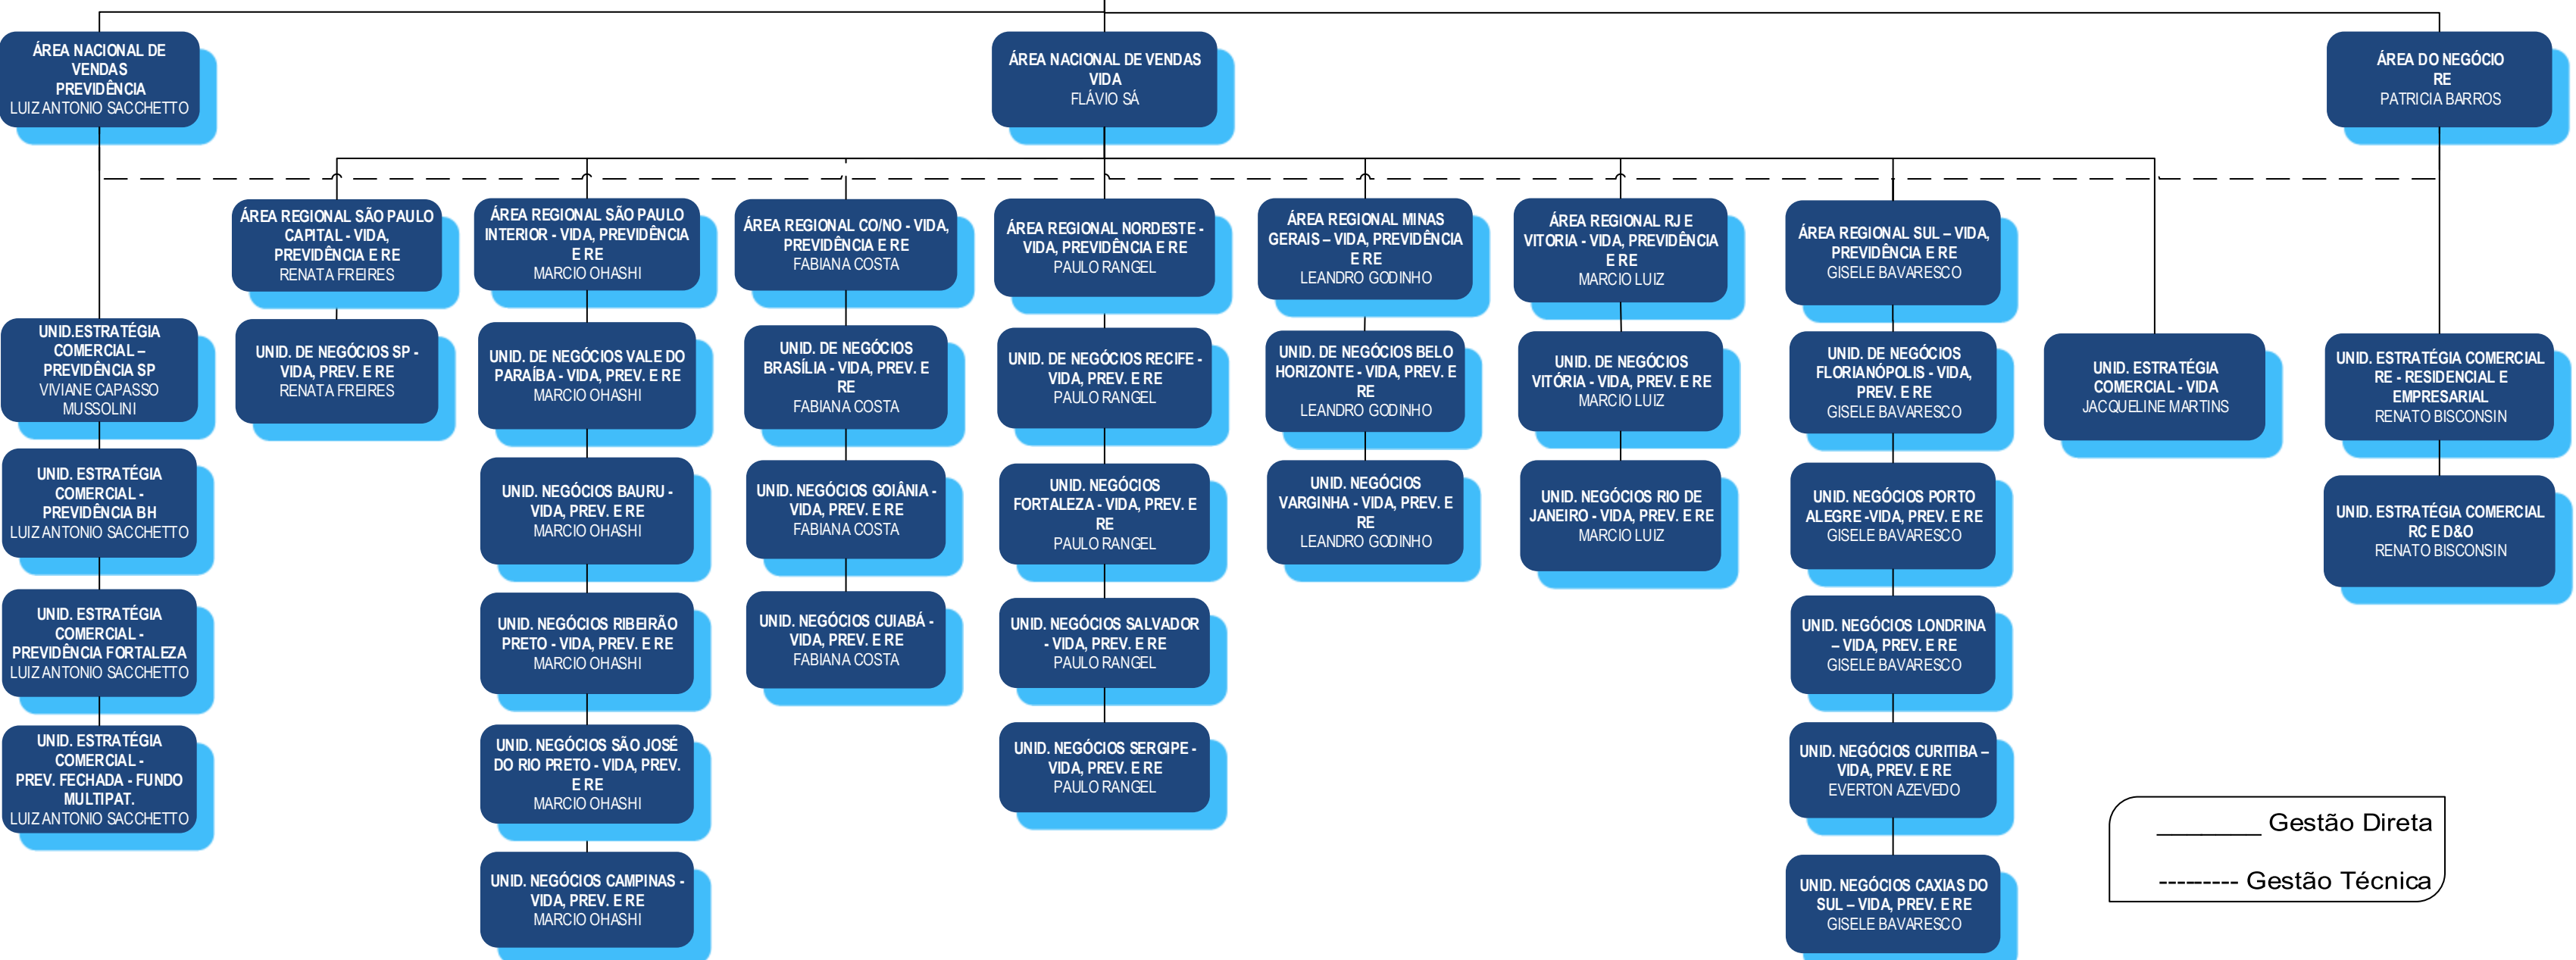 ÁREA NACIONAL DE
VENDAS
PREVIDÊNCIA
LUIZ ANTONIO SACCHETTO
ÁREA NACIONAL DE VENDAS
VIDA
FLÁVIO SÁ
ÁREA DO NEGÓCIO
RE
PATRICIA BARROS
ÁREA REGIONAL SÃO PAULO
CAPITAL - VIDA,
PREVIDÊNCIA E RE
RENATA FREIRES
ÁREA REGIONAL SÃO PAULO
INTERIOR - VIDA, PREVIDÊNCIA
E RE
MARCIO OHASHI
ÁREA REGIONAL CO/NO - VIDA,
PREVIDÊNCIA E RE
FABIANA COSTA
ÁREA REGIONAL NORDESTE -
VIDA, PREVIDÊNCIA E RE
PAULO RANGEL
ÁREA REGIONAL MINAS
GERAIS – VIDA, PREVIDÊNCIA
E RE
LEANDRO GODINHO
ÁREA REGIONAL RJ E
VITORIA - VIDA, PREVIDÊNCIA
E RE
MARCIO LUIZ
ÁREA REGIONAL SUL – VIDA,
PREVIDÊNCIA E RE
GISELE BAVARESCO
UNID.ESTRATÉGIA
COMERCIAL –
PREVIDÊNCIA SP
VIVIANE CAPASSO
MUSSOLINI
UNID. DE NEGÓCIOS SP -
VIDA, PREV. E RE
RENATA FREIRES
UNID. DE NEGÓCIOS VALE DO
PARAÍBA - VIDA, PREV. E RE
MARCIO OHASHI
UNID. DE NEGÓCIOS
BRASÍLIA - VIDA, PREV. E
RE
FABIANA COSTA
UNID. DE NEGÓCIOS RECIFE -
VIDA, PREV. E RE
PAULO RANGEL
UNID. DE NEGÓCIOS BELO
HORIZONTE - VIDA, PREV. E
RE
LEANDRO GODINHO
UNID. DE NEGÓCIOS
VITÓRIA - VIDA, PREV. E RE
MARCIO LUIZ
UNID. DE NEGÓCIOS
FLORIANÓPOLIS - VIDA,
PREV. E RE
GISELE BAVARESCO
UNID. ESTRATÉGIA
COMERCIAL - VIDA
JACQUELINE MARTINS
UNID. ESTRATÉGIA COMERCIAL
RE - RESIDENCIAL E
EMPRESARIAL
RENATO BISCONSIN
UNID. ESTRATÉGIA
COMERCIAL -
PREVIDÊNCIA BH
LUIZ ANTONIO SACCHETTO
UNID. NEGÓCIOS BAURU -
VIDA, PREV. E RE
MARCIO OHASHI
UNID. NEGÓCIOS GOIÂNIA -
VIDA, PREV. E RE
FABIANA COSTA
UNID. NEGÓCIOS
FORTALEZA - VIDA, PREV. E
RE
PAULO RANGEL
UNID. NEGÓCIOS
VARGINHA - VIDA, PREV. E
RE
LEANDRO GODINHO
UNID. NEGÓCIOS RIO DE
JANEIRO - VIDA, PREV. E RE
MARCIO LUIZ
UNID. NEGÓCIOS PORTO
ALEGRE -VIDA, PREV. E RE
GISELE BAVARESCO
UNID. ESTRATÉGIA COMERCIAL
RC E D&O
RENATO BISCONSIN
UNID. ESTRATÉGIA
COMERCIAL -
PREVIDÊNCIA FORTALEZA
LUIZ ANTONIO SACCHETTO
UNID. NEGÓCIOS RIBEIRÃO
PRETO - VIDA, PREV. E RE
MARCIO OHASHI
UNID. NEGÓCIOS CUIABÁ -
VIDA, PREV. E RE
FABIANA COSTA
UNID. NEGÓCIOS SALVADOR
- VIDA, PREV. E RE
PAULO RANGEL
UNID. NEGÓCIOS LONDRINA
– VIDA, PREV. E RE
GISELE BAVARESCO
UNID. ESTRATÉGIA
COMERCIAL -
PREV. FECHADA - FUNDO
MULTIPAT.
LUIZ ANTONIO SACCHETTO
UNID. NEGÓCIOS SÃO JOSÉ
DO RIO PRETO - VIDA, PREV.
E RE
MARCIO OHASHI
UNID. NEGÓCIOS SERGIPE -
VIDA, PREV. E RE
PAULO RANGEL
UNID. NEGÓCIOS CURITIBA –
VIDA, PREV. E RE
EVERTON AZEVEDO
UNID. NEGÓCIOS CAMPINAS -
VIDA, PREV. E RE
MARCIO OHASHI
UNID. NEGÓCIOS CAXIAS DO
SUL – VIDA, PREV. E RE
GISELE BAVARESCO
________ Gestão Direta
--------- Gestão Técnica